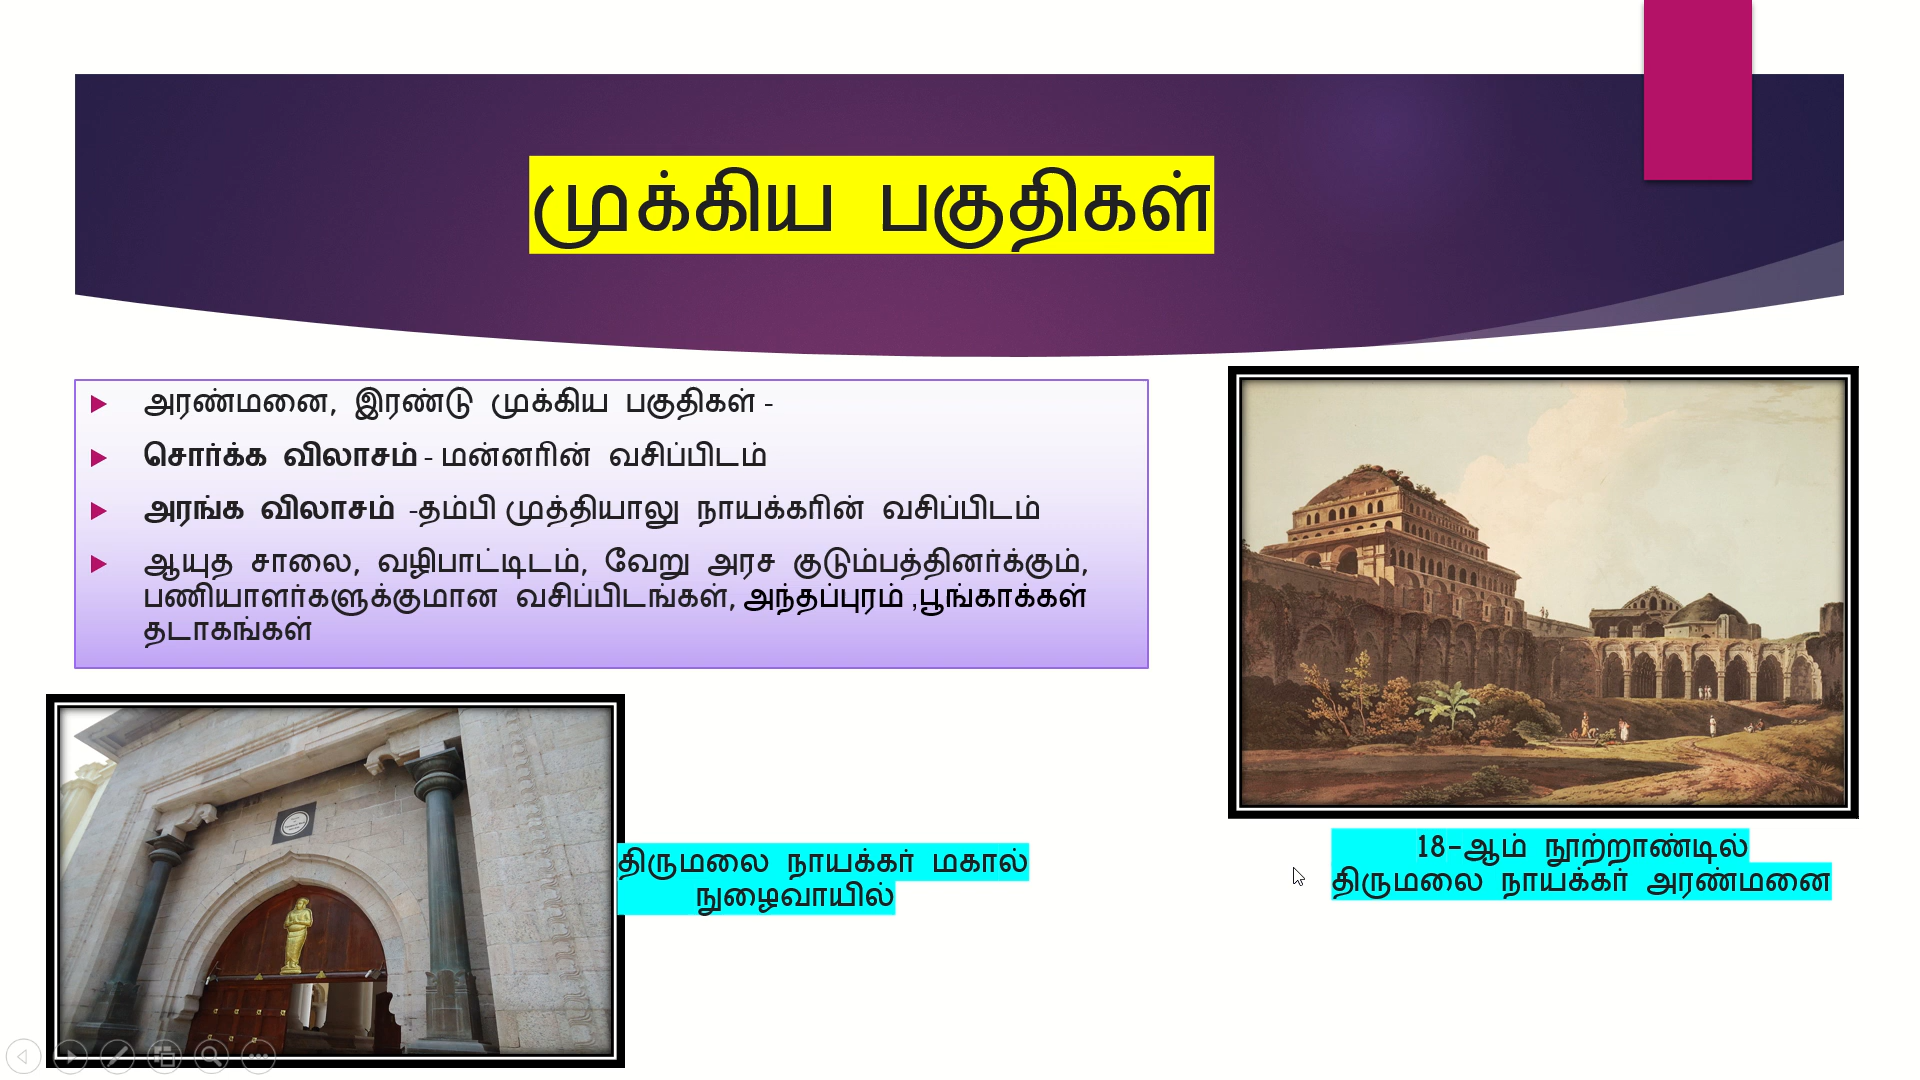 முக்கிய பகுதிகள்
அரண்மனை, இரண்டு முக்கிய பகுதிகள் -
சொர்க்க விலாசம் - மன்னரின் வசிப்பிடம்
அரங்க விலாசம் -தம்பி முத்தியாலு நாயக்கரின் வசிப்பிடம்
ஆயுத சாலை, வழிபாட்டிடம், வேறு அரச குடும்பத்தினர்க்கும்,
பணியாளர்களுக்குமான வசிப்பிடங்கள், அந்தப்புரம் ,பூங்காக்கள்
தடாகங்கள்
திருமலை நாயக்கர் மகால்
நுழைவாயில்
18-ஆம் நூற்றாண்டில்
திருமலை நாயக்கர் அரண்மனை